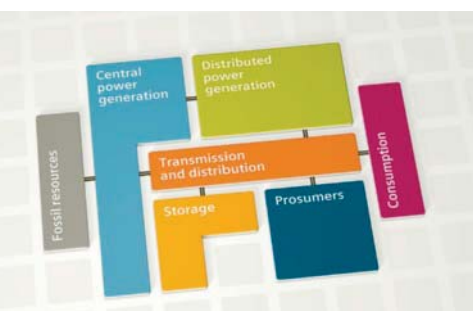 Central
power
generation
Distributed
power
generation
Fossil resources
Transmission
and distribution
Consumption
Storage
Prosumers